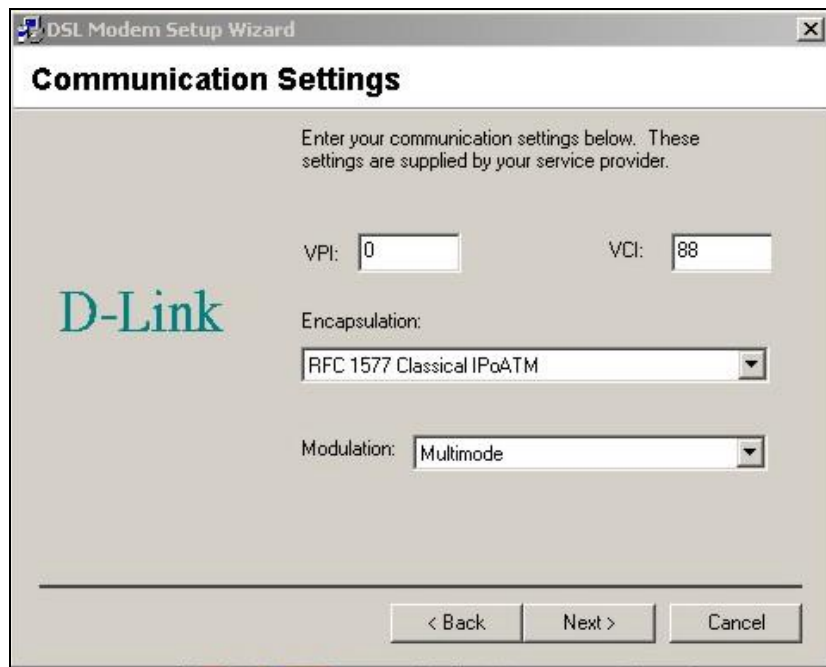 DSL Modem Setup Wizard
Communication Settings
Enter your communication settings below. These
settings are supplied by your service provider.
VPI: 0 VCI: 88
D-Link
Encapsulation:
RFC 1577 Classical IPoATM
Modulation: Multimode
< Back Next > Cancel